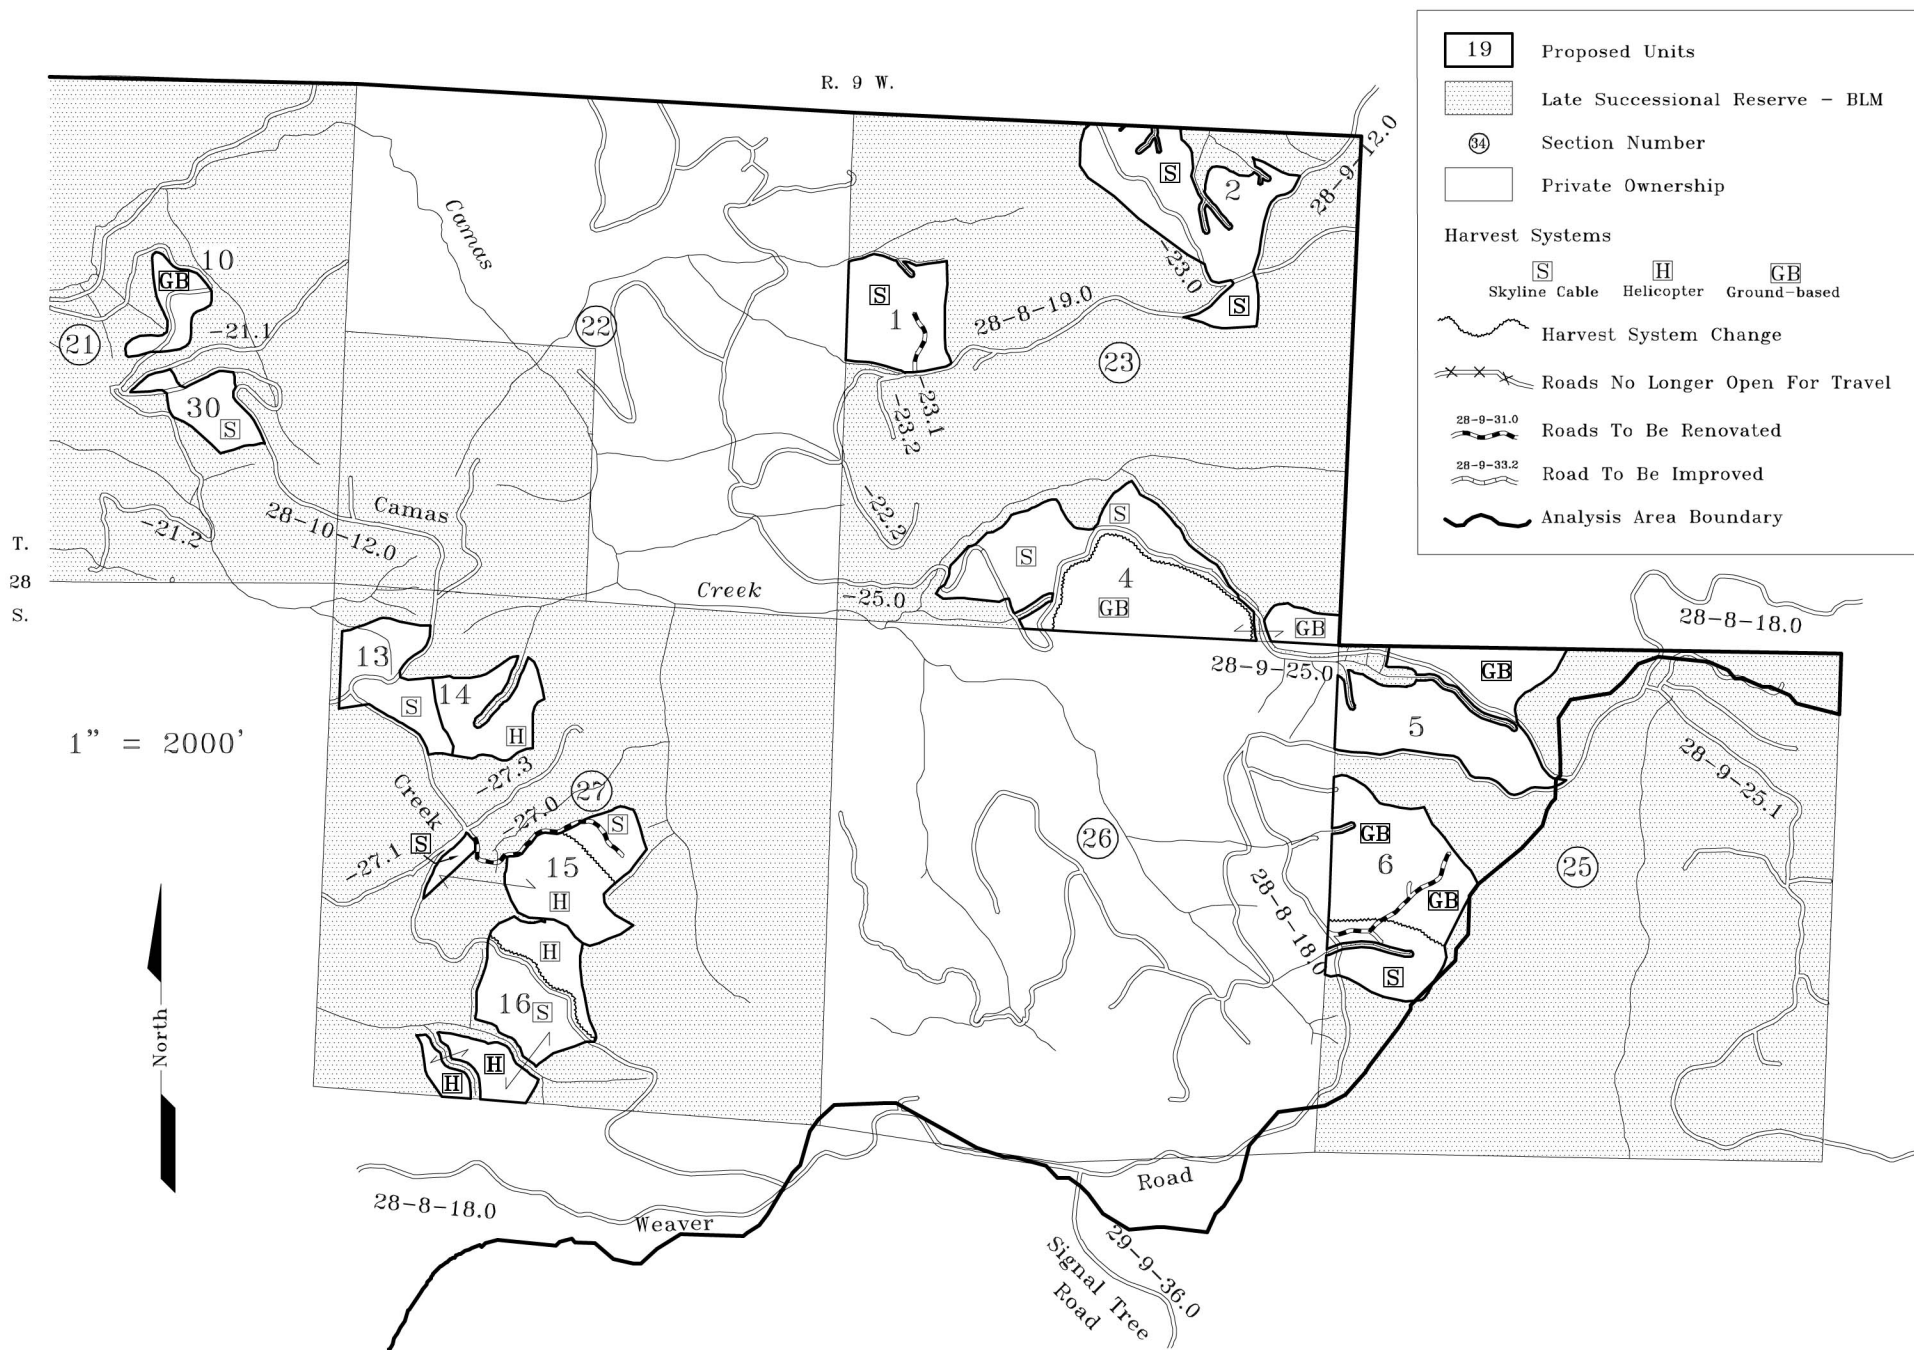 R. 9 W.
19 Proposed Units
Late Successional Reserve - BLM
34 Section Number
Private Ownership
Harvest Systems
S H GB
Skyline Cable Helicopter Ground-based
Harvest System Change
Roads No Longer Open For Travel
28-9-31.0
Roads To Be Renovated
28-9-33.2
Road To Be Improved
Analysis Area Boundary
28-9-12.0
S
2
-23.0
S
Camas
10
GB
-21.1
21
22
S
1
28-8-19.0
23
-23.1
-23.2
30
S
-22.2
Camas
28-10-12.0
-21.2
T.
28
S.
Creek
-25.0
S
S
4
GB
GB
28-9-25.0
28-8-18.0
13
14
S
H
GB
5
28-9-25.1
1" = 2000'
-27.3
27
Creek
-27.0
S
S
-27.1
15
H
26
GB
6
25
GB
28-8-18.0
S
H
16
S
H
H
North
28-8-18.0
Weaver
Road
29-9-36.0
Signal Tree
Road